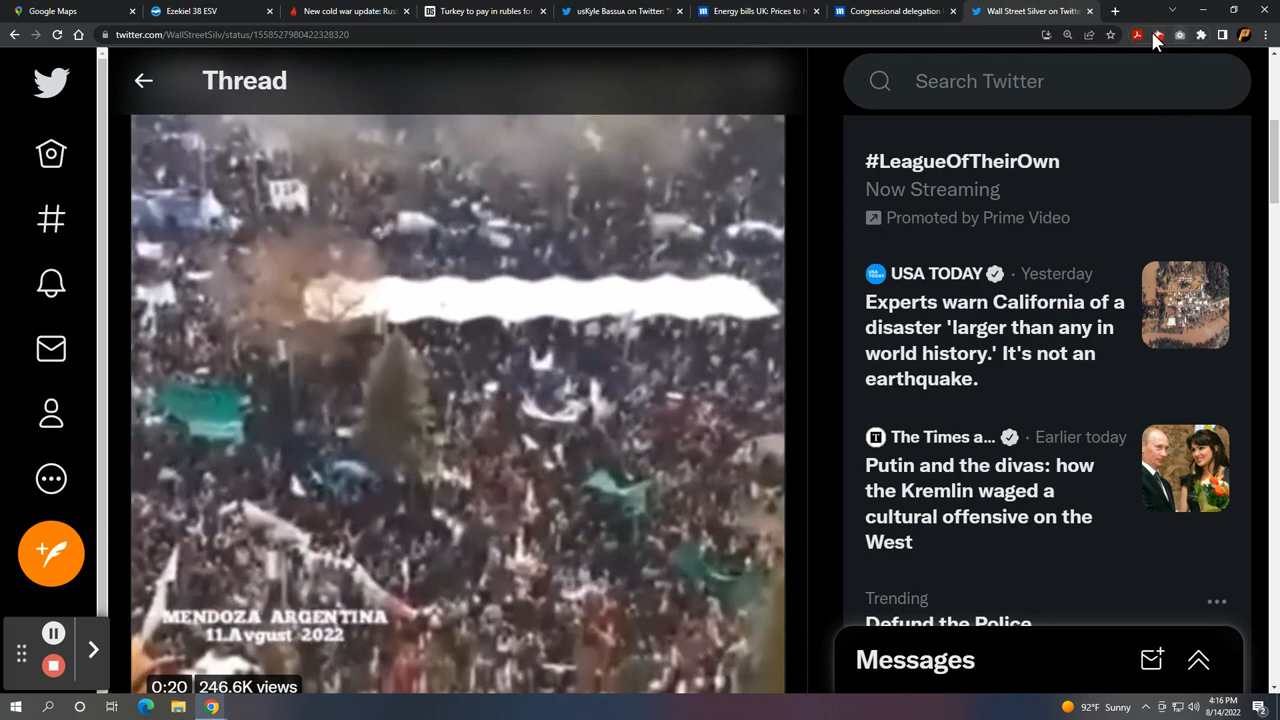 Google Maps
Ezekiel 38 ESV
New cold war update: Rus
Turkey to pay in rubles for
usKyle Bassua on Twitter: "
Energy bills UK: Prices to h
Congressional delegation
Wall Street Silver on Twitte
twitter.com/WallStreetSilv/status/1558527980422328320
Thread
Search Twitter
#LeagueOfTheirOwn
Now Streaming
Promoted by Prime Video
USA TODAY · Yesterday
Experts warn California of a
disaster 'larger than any in
world history.' It's not an
earthquake.
The Times a... · Earlier today
Putin and the divas: how
the Kremlin waged a
cultural offensive on the
West
Trending
Defund the Police
MENDOZA ARGENTINA
11.Avgust 2022
0:20 246.6K views
Messages
92°F Sunny
4:16 PM
8/14/2022